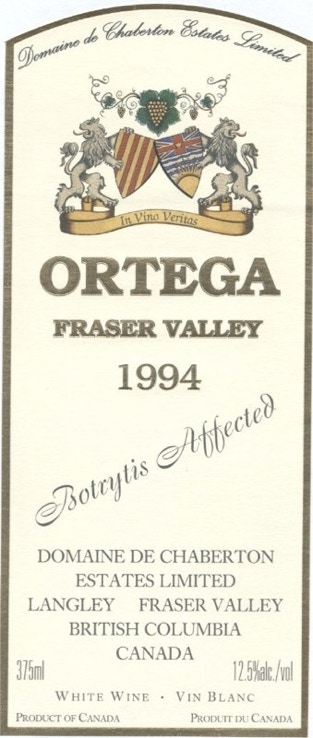 Domaine de Chaberton Estates Limited
In Vino Veritas
ORTEGA
FRASER VALLEY
1994
Botrytis Affected
DOMAINE DE CHABERTON
ESTATES LIMITED
LANGLEY FRASER VALLEY
BRITISH COLUMBIA
CANADA
375ml 12.5%alc./vol
WHITE WINE · VIN BLANC
PRODUCT OF CANADA PRODUIT DU CANADA